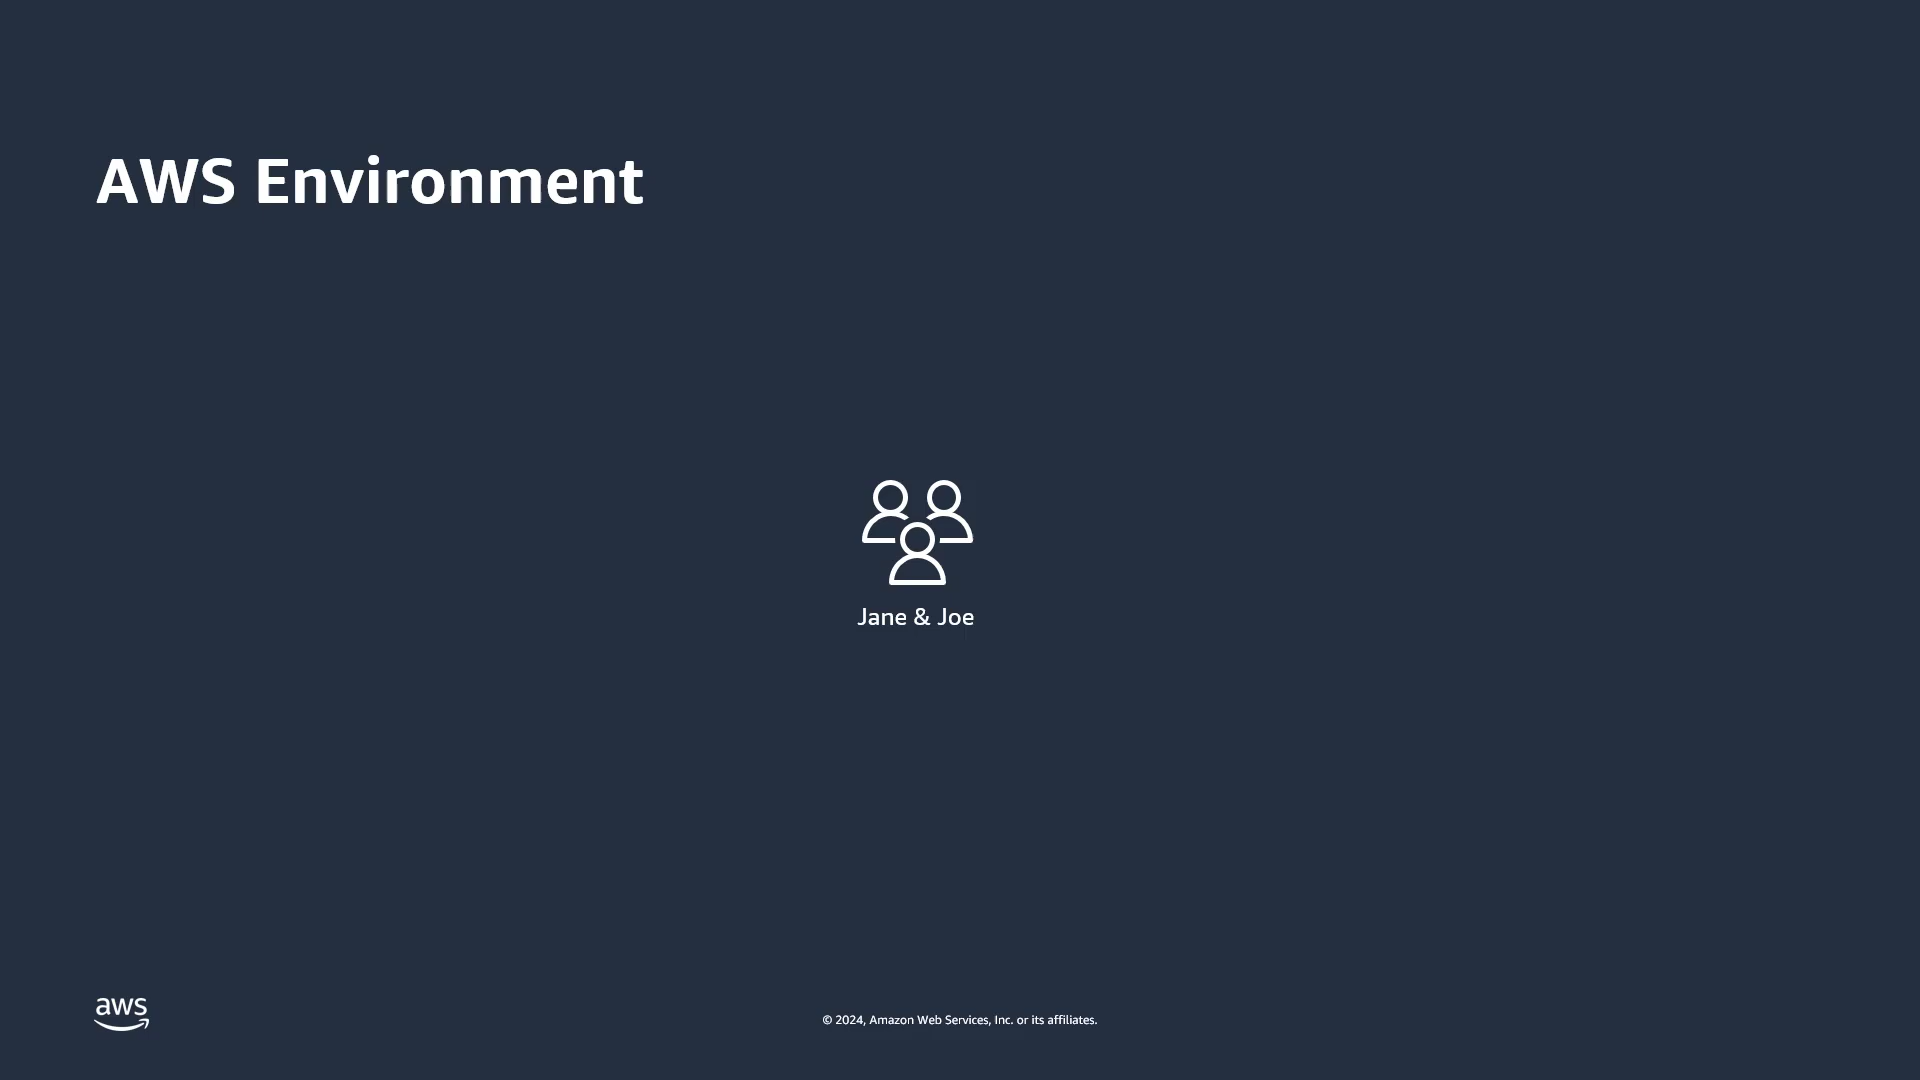 AWS Environment
Jane & Joe
aws
© 2024, Amazon Web Services, Inc. or its affiliates.